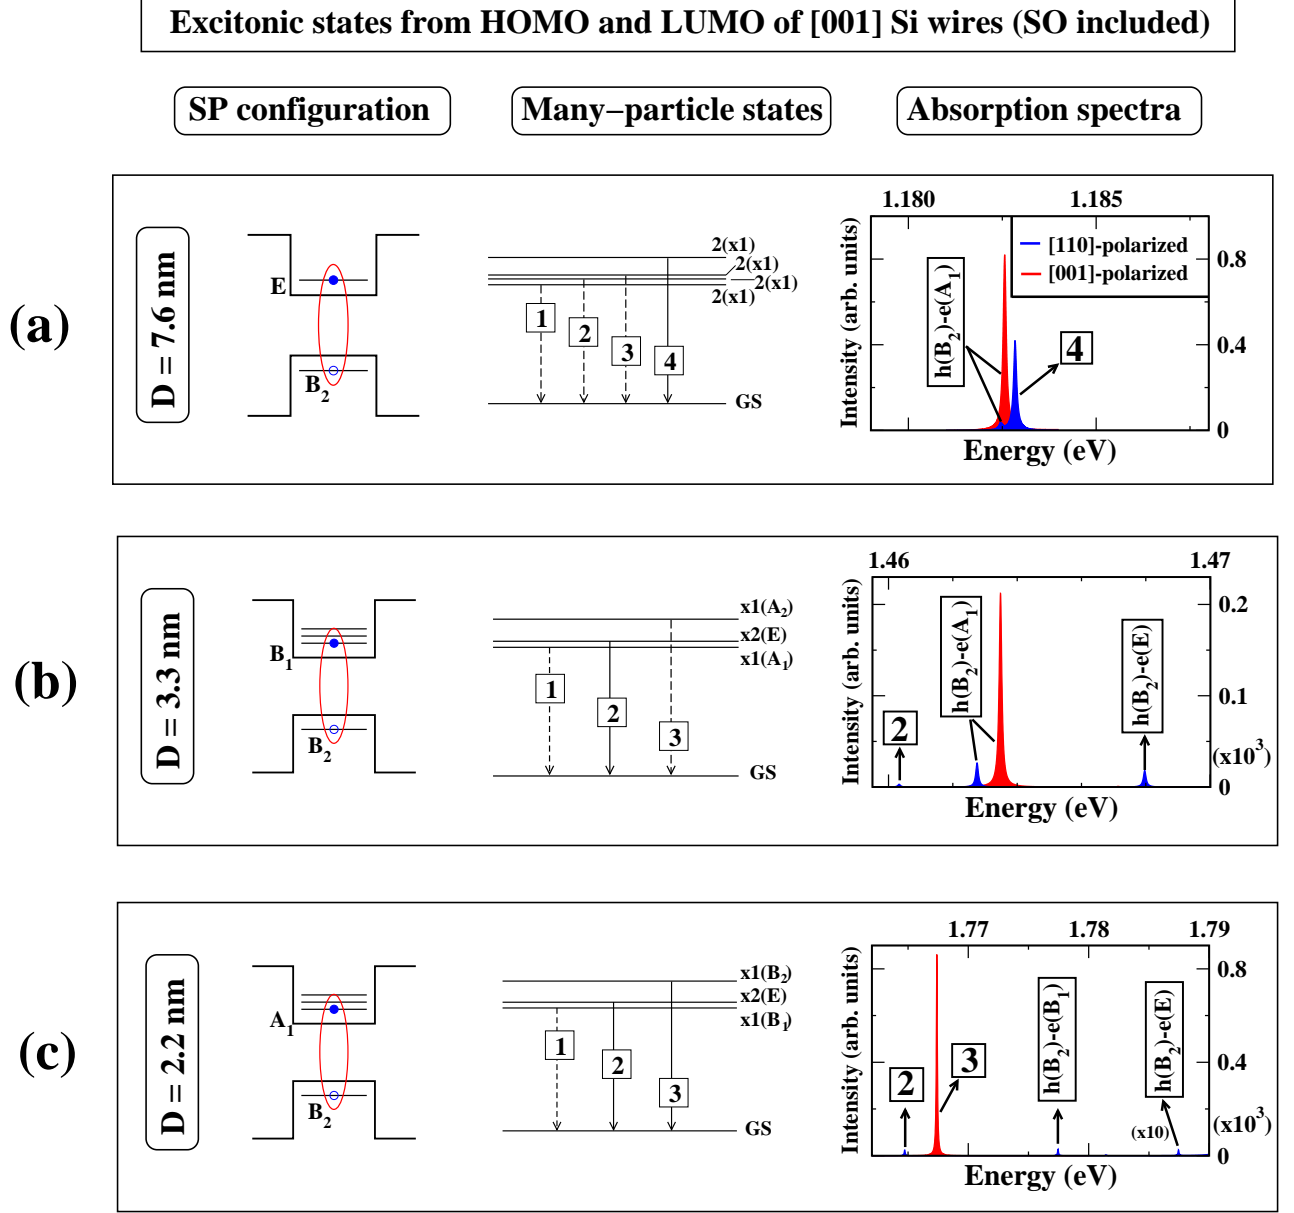 Excitonic states from HOMO and LUMO of [001] Si wires (SO included)
SP configuration
Many−particle states
Absorption spectra
(a)
D = 7.6 nm
E
B2
2(x1)
2(x1)
2(x1)
2(x1)
1
2
3
4
GS
1.180
1.185
Intensity (arb. units)
[110]-polarized
[001]-polarized
h(B2)-e(A1)
4
0.8
0.4
0
Energy (eV)
(b)
D = 3.3 nm
B1
B2
x1(A2)
x2(E)
x1(A1)
1
2
3
GS
1.46
1.47
Intensity (arb. units)
2
h(B2)-e(A1)
h(B2)-e(E)
0.2
0.1
(x10³)
0
Energy (eV)
(c)
D = 2.2 nm
A1
B2
x1(B2)
x2(E)
x1(B1)
1
2
3
GS
1.77
1.78
1.79
Intensity (arb. units)
2
3
h(B2)-e(B1)
h(B2)-e(E)
(x10)
0.8
0.4
(x10³)
0
Energy (eV)